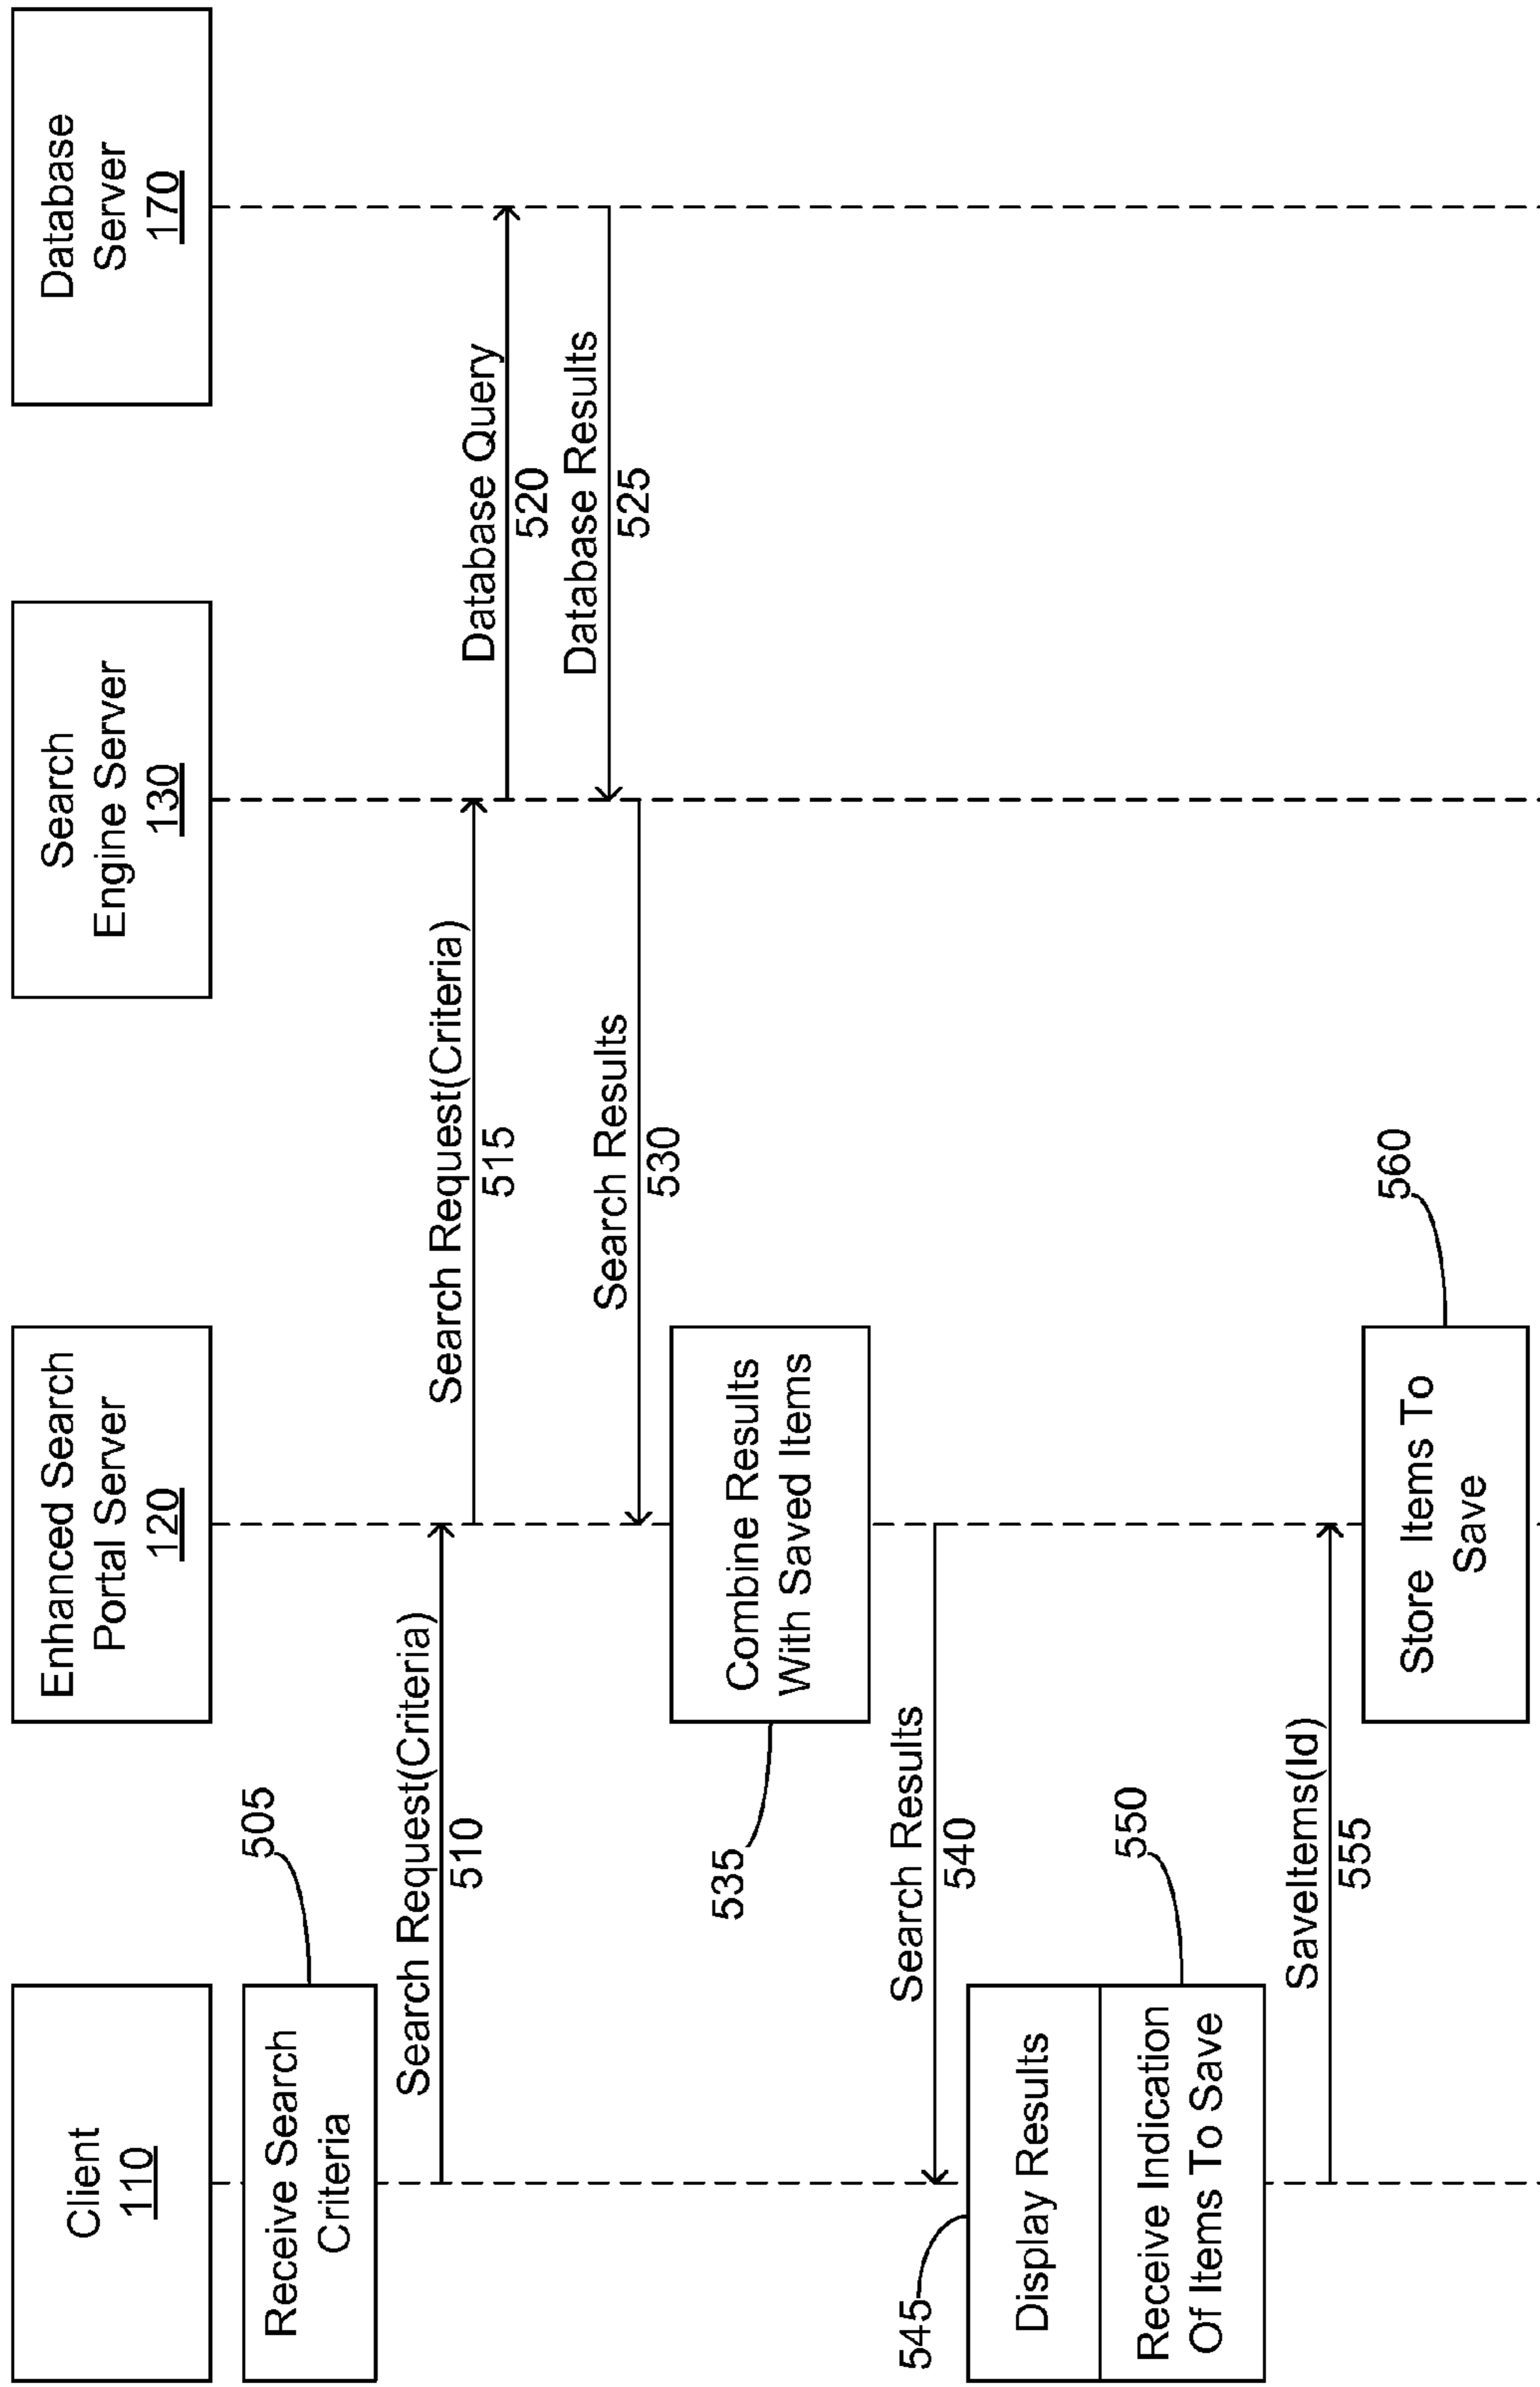 Client
110
Enhanced Search
Portal Server
120
Search
Engine Server
130
Database
Server
170
Receive Search
Criteria
505
Search Request(Criteria)
510
Search Request(Criteria)
515
Database Query
520
Database Results
525
Search Results
530
Combine Results
With Saved Items
535
Search Results
540
545
Display Results
Receive Indication
Of Items To Save
550
SaveItems(Id)
555
Store Items To
Save
560